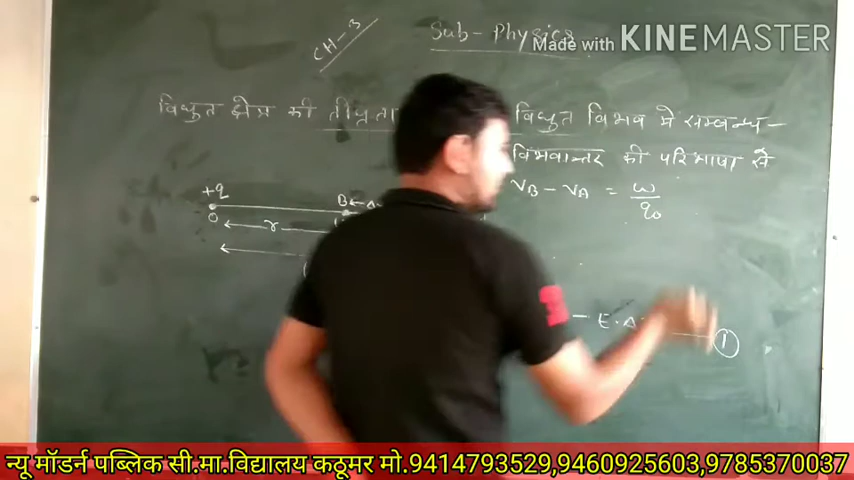 CH-3
Sub- Physics
Made with KINEMASTER
विधुत क्षेत्र की तीव्रता विधुत विभव मे सम्बन्ध-
विभवान्तर की परिभाषा से
+q
VB - VA = w/q₀
O
B
r
- E.Δ
①
न्यू मॉडर्न पब्लिक सी.मा.विद्यालय कठूमर मो.9414793529,9460925603,9785370037